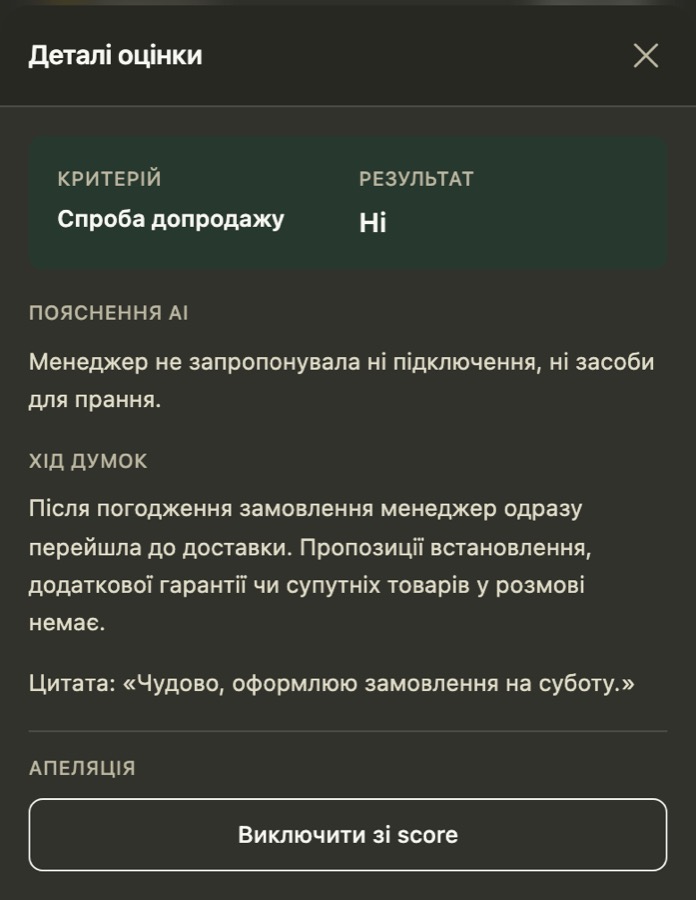 Деталі оцінки
КРИТЕРІЙ
Спроба допродажу
РЕЗУЛЬТАТ
Ні
ПОЯСНЕННЯ АІ
Менеджер не запропонувала ні підключення, ні засоби
для прання.
ХІД ДУМОК
Після погодження замовлення менеджер одразу
перейшла до доставки. Пропозиції встановлення,
додаткової гарантії чи супутніх товарів у розмові
немає.
Цитата: «Чудово, оформлюю замовлення на суботу.»
АПЕЛЯЦІЯ
Виключити зі score